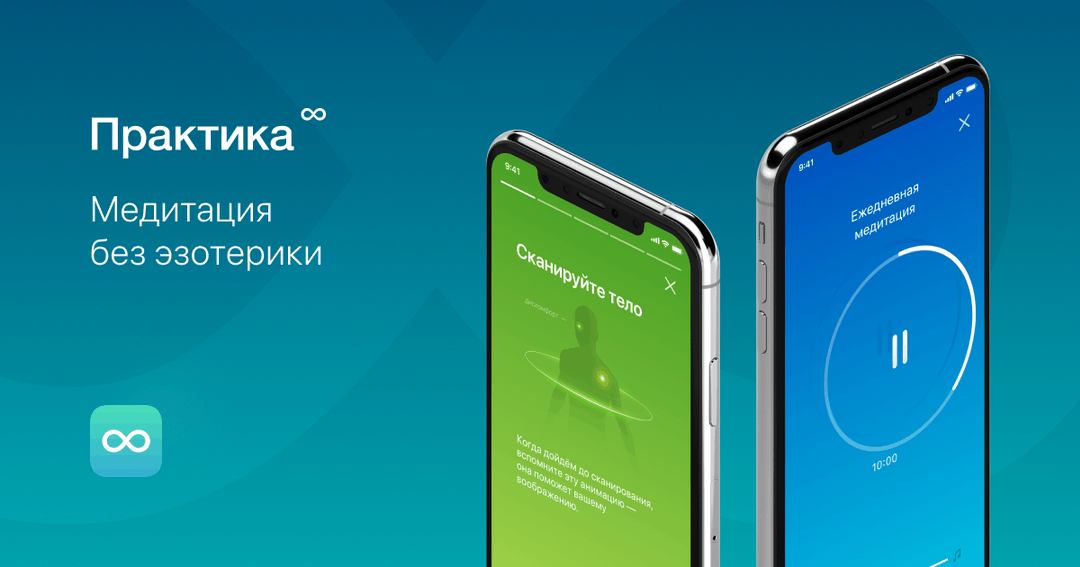 Практика∞
Медитация
без эзотерики
9:41
Сканируйте тело
дискомфорт —
Когда дойдём до сканирования,
вспомните эту анимацию —
она поможет вашему
воображению.
9:41
Ежедневная
медитация
10:00